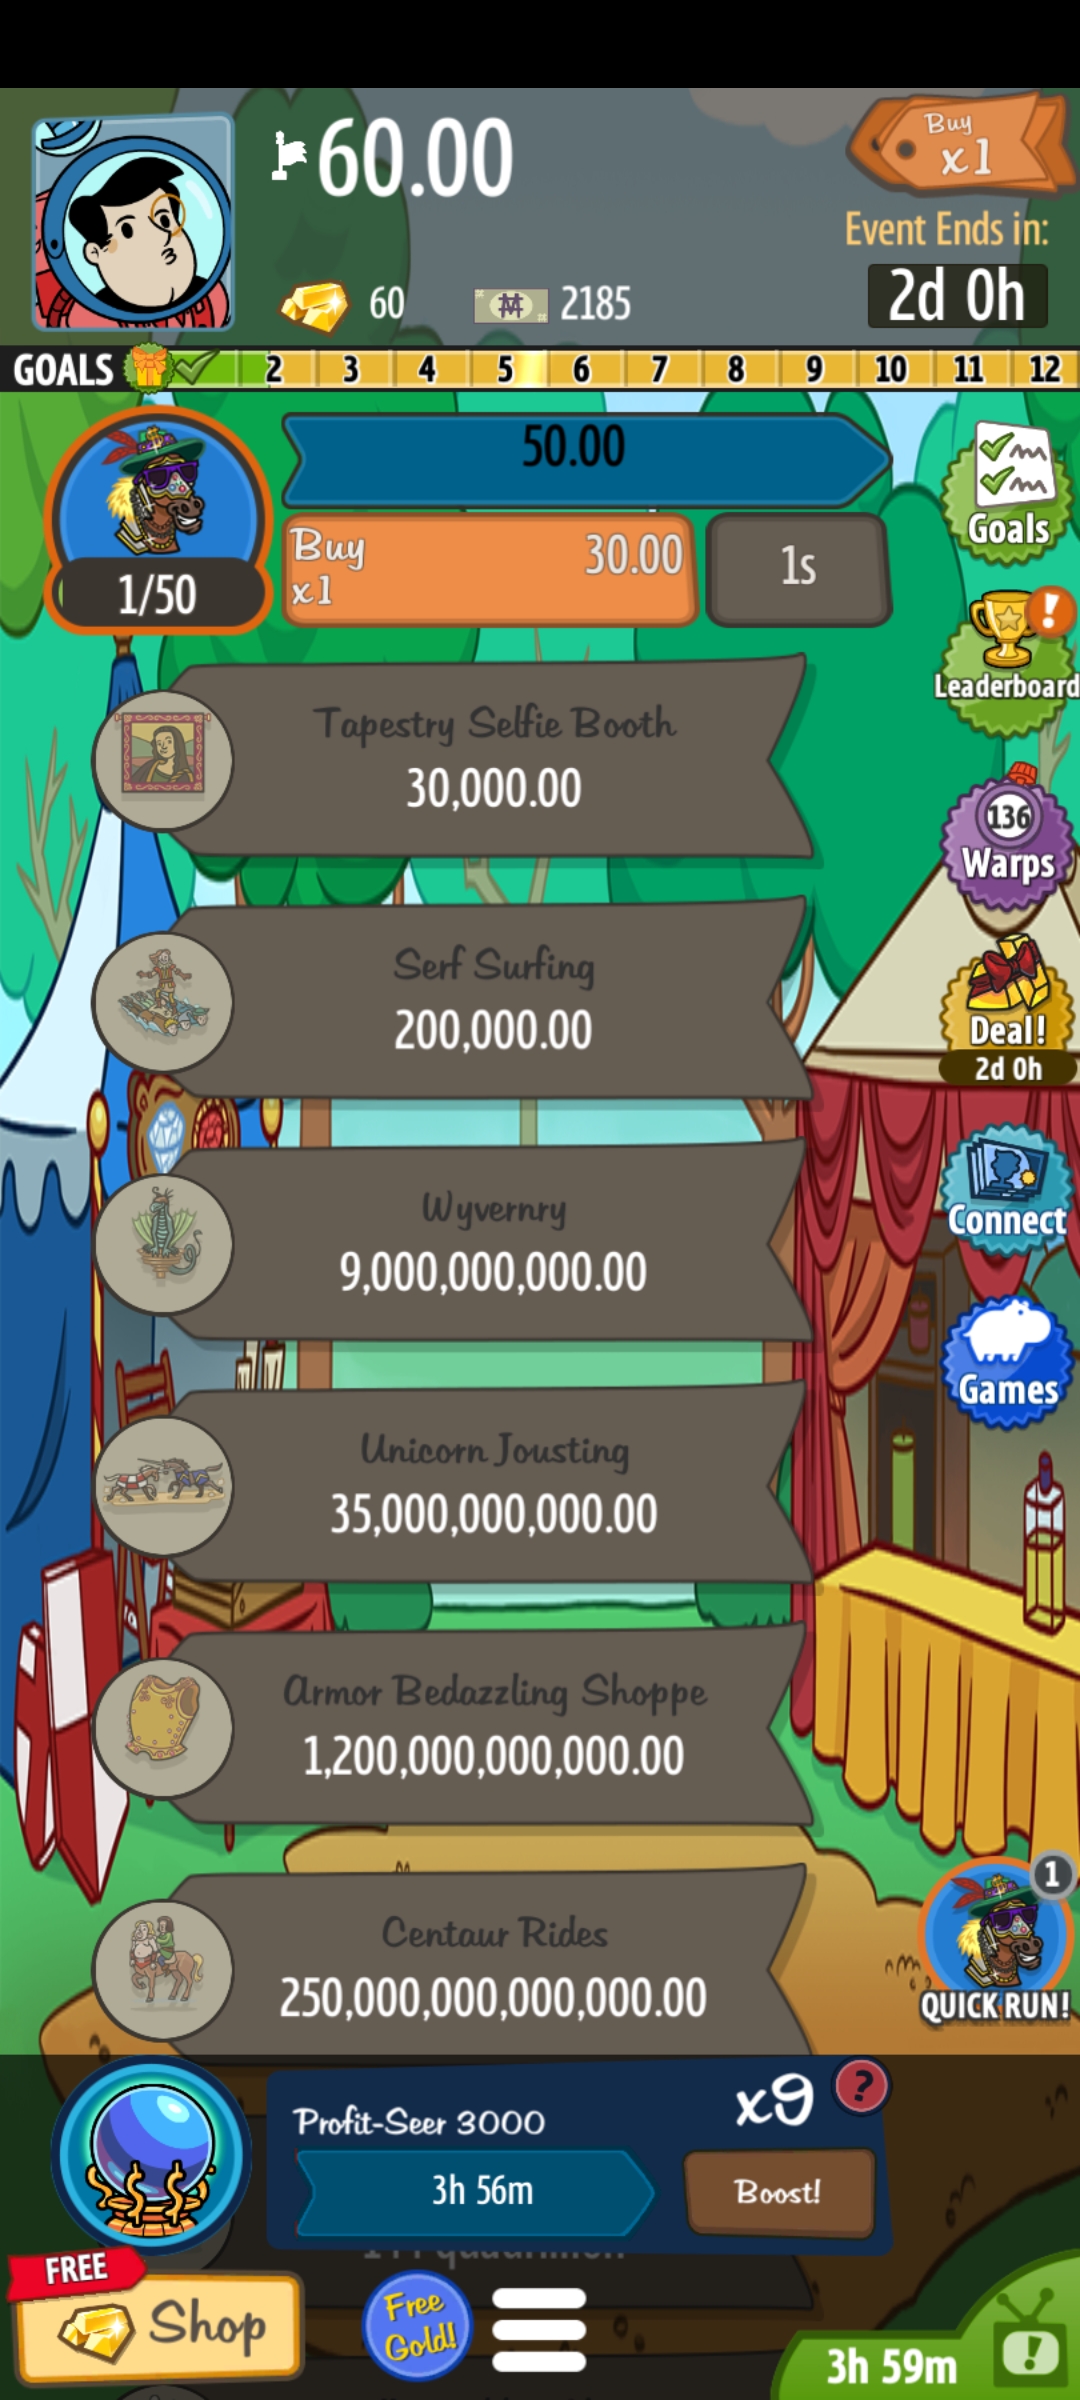 60.00
Buy
x1
Event Ends in:
60
2185
2d 0h
GOALS
2 3 4 5 6 7 8 9 10 11 12
50.00
Goals
Buy
x1
30.00
1s
1/50
!
Leaderboard
Tapestry Selfie Booth
30,000.00
136
Warps
Serf Surfing
200,000.00
Deal!
2d 0h
Wyvernry
9,000,000,000.00
Connect
Games
Unicorn Jousting
35,000,000,000.00
Armor Bedazzling Shoppe
1,200,000,000,000.00
1
Centaur Rides
250,000,000,000,000.00
QUICK RUN!
Profit-Seer 3000
x9
?
3h 56m
Boost!
FREE
Shop
Free
Gold!
3h 59m
!